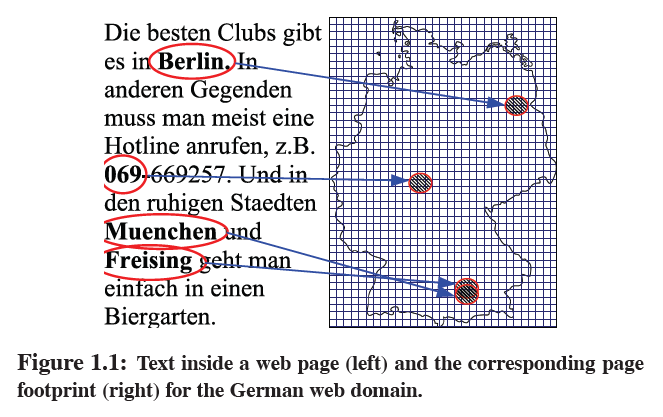 Die besten Clubs gibt
es in Berlin. In
anderen Gegenden
muss man meist eine
Hotline anrufen, z.B.
069-669257. Und in
den ruhigen Staedten
Muenchen und
Freising geht man
einfach in einen
Biergarten.
Figure 1.1: Text inside a web page (left) and the corresponding page
footprint (right) for the German web domain.